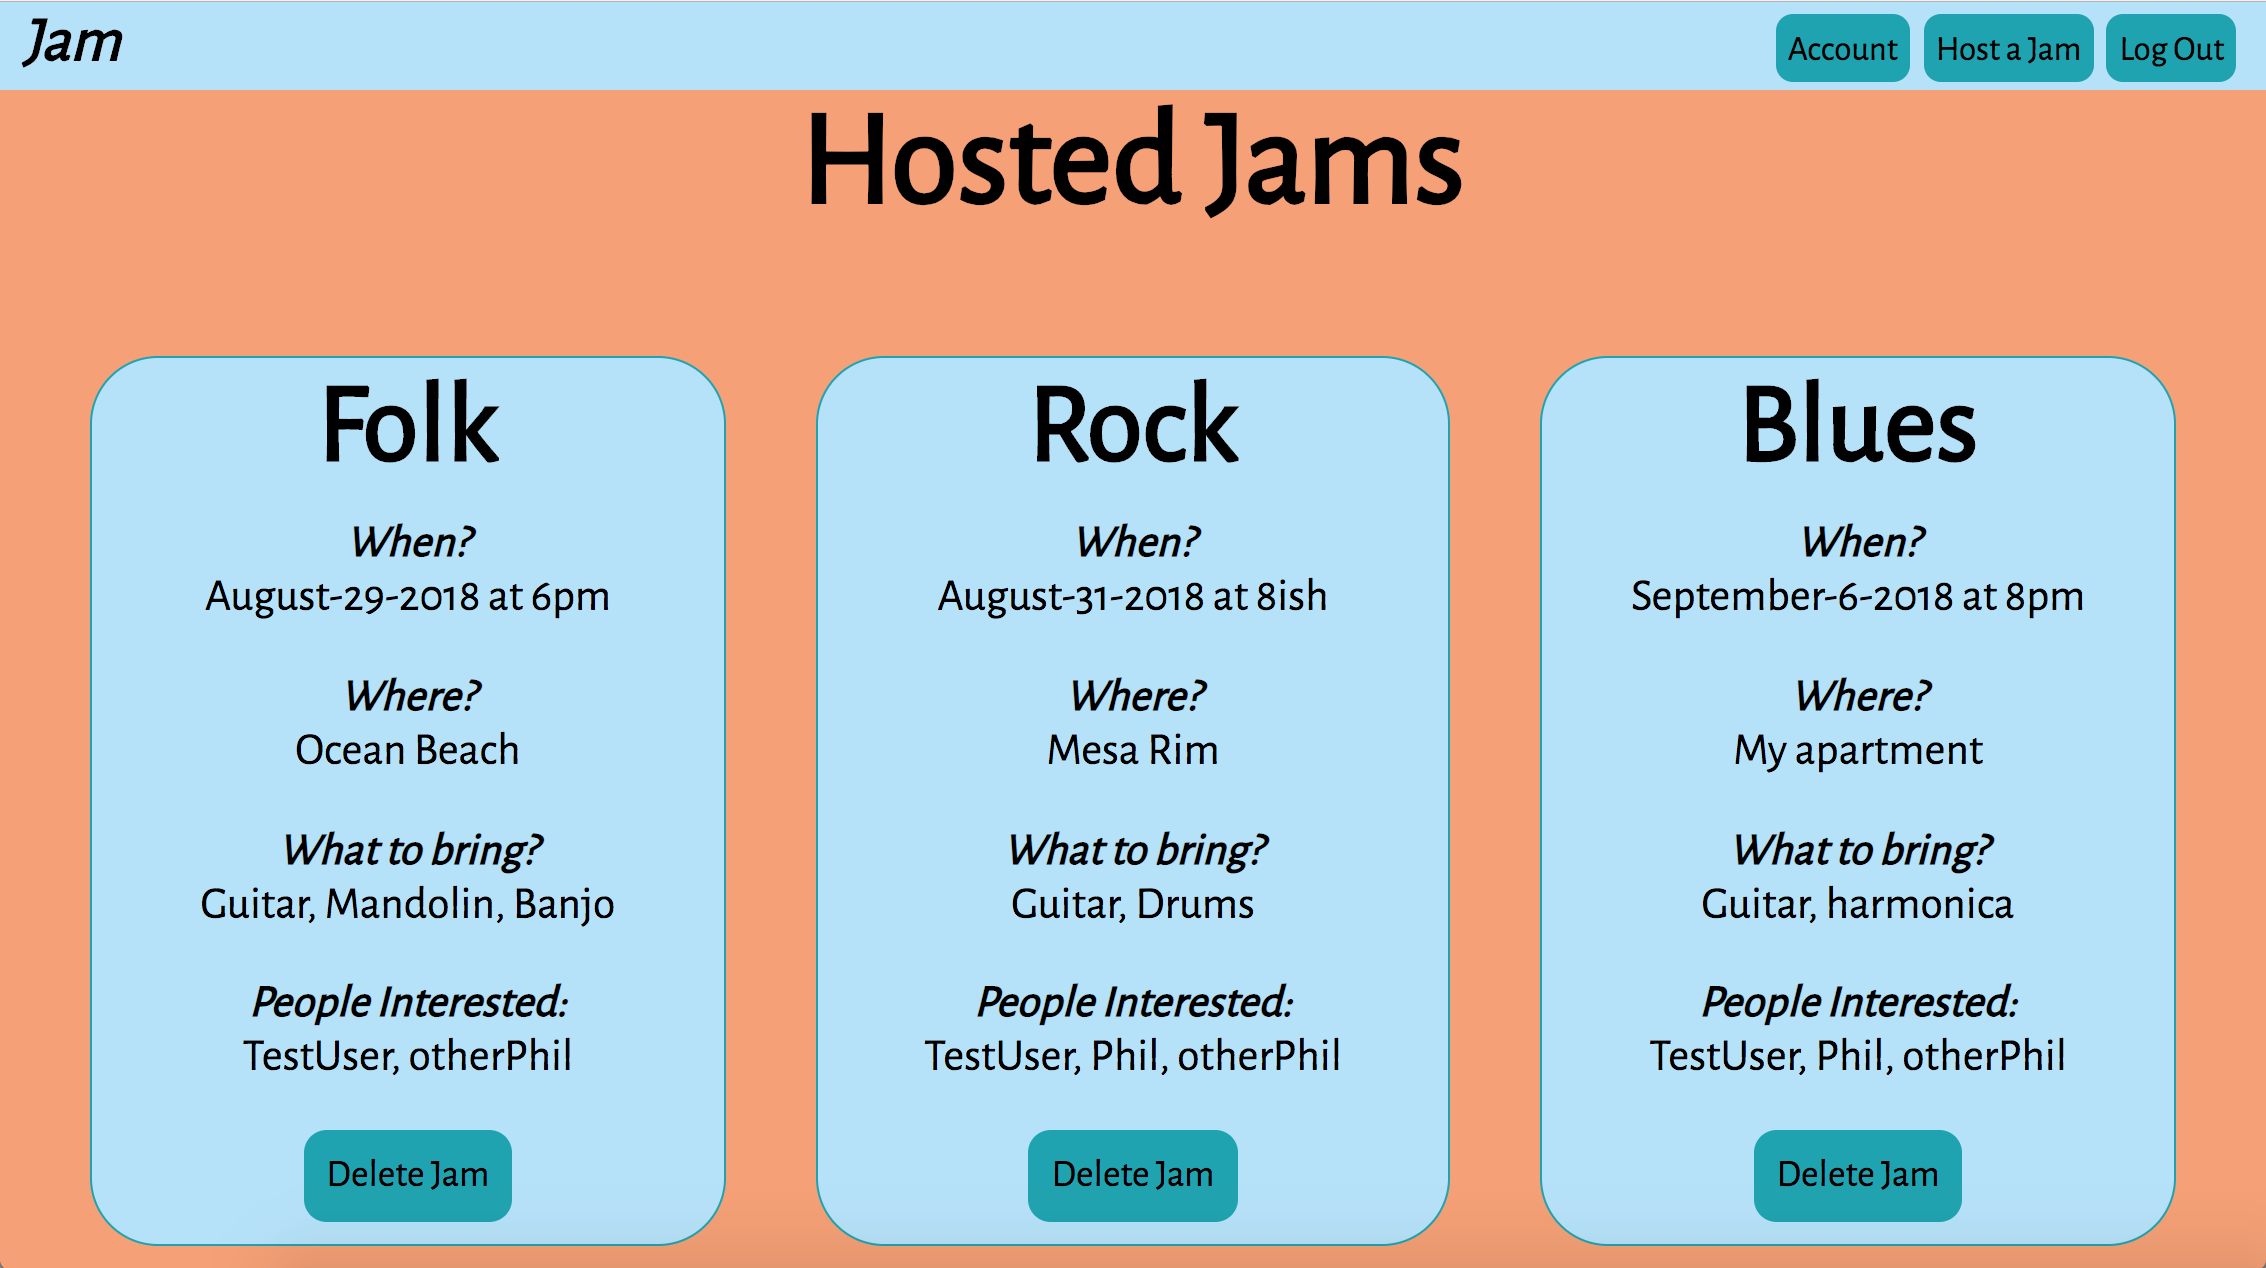 Jam
Account
Host a Jam
Log Out
Hosted Jams
Folk
When?
August-29-2018 at 6pm
Where?
Ocean Beach
What to bring?
Guitar, Mandolin, Banjo
People Interested:
TestUser, otherPhil
Delete Jam
Rock
When?
August-31-2018 at 8ish
Where?
Mesa Rim
What to bring?
Guitar, Drums
People Interested:
TestUser, Phil, otherPhil
Delete Jam
Blues
When?
September-6-2018 at 8pm
Where?
My apartment
What to bring?
Guitar, harmonica
People Interested:
TestUser, Phil, otherPhil
Delete Jam